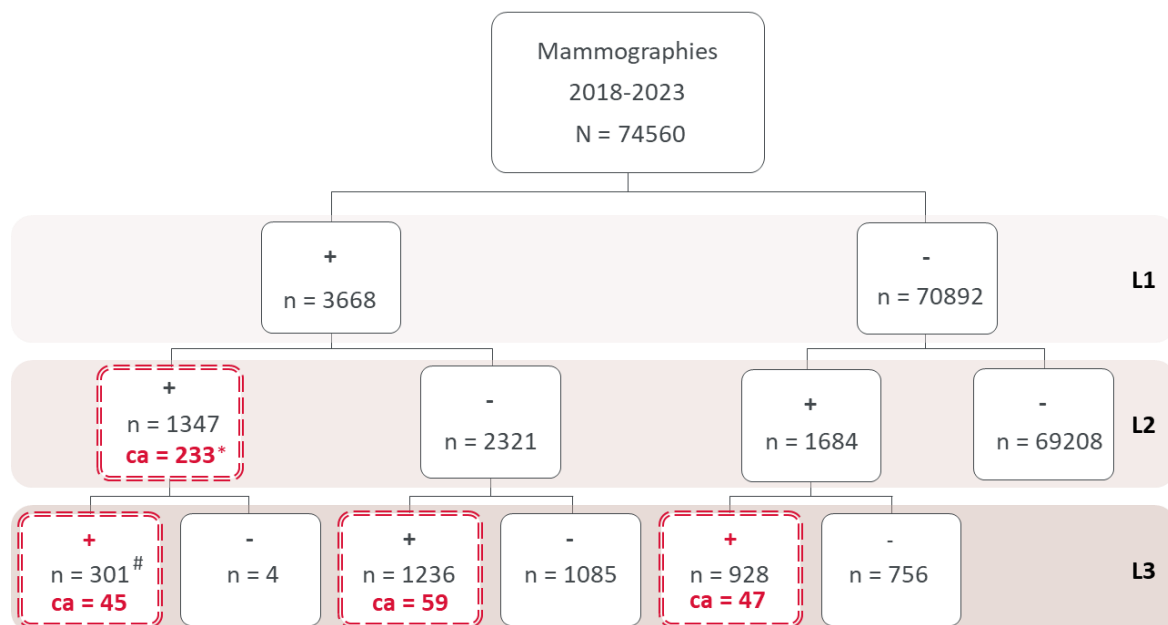 Mammographies
2018-2023
N = 74560
+
n = 3668
-
n = 70892
L1
+
n = 1347
ca = 233*
-
n = 2321
+
n = 1684
-
n = 69208
L2
+
n = 301#
ca = 45
-
n = 4
+
n = 1236
ca = 59
-
n = 1085
+
n = 928
ca = 47
-
n = 756
L3